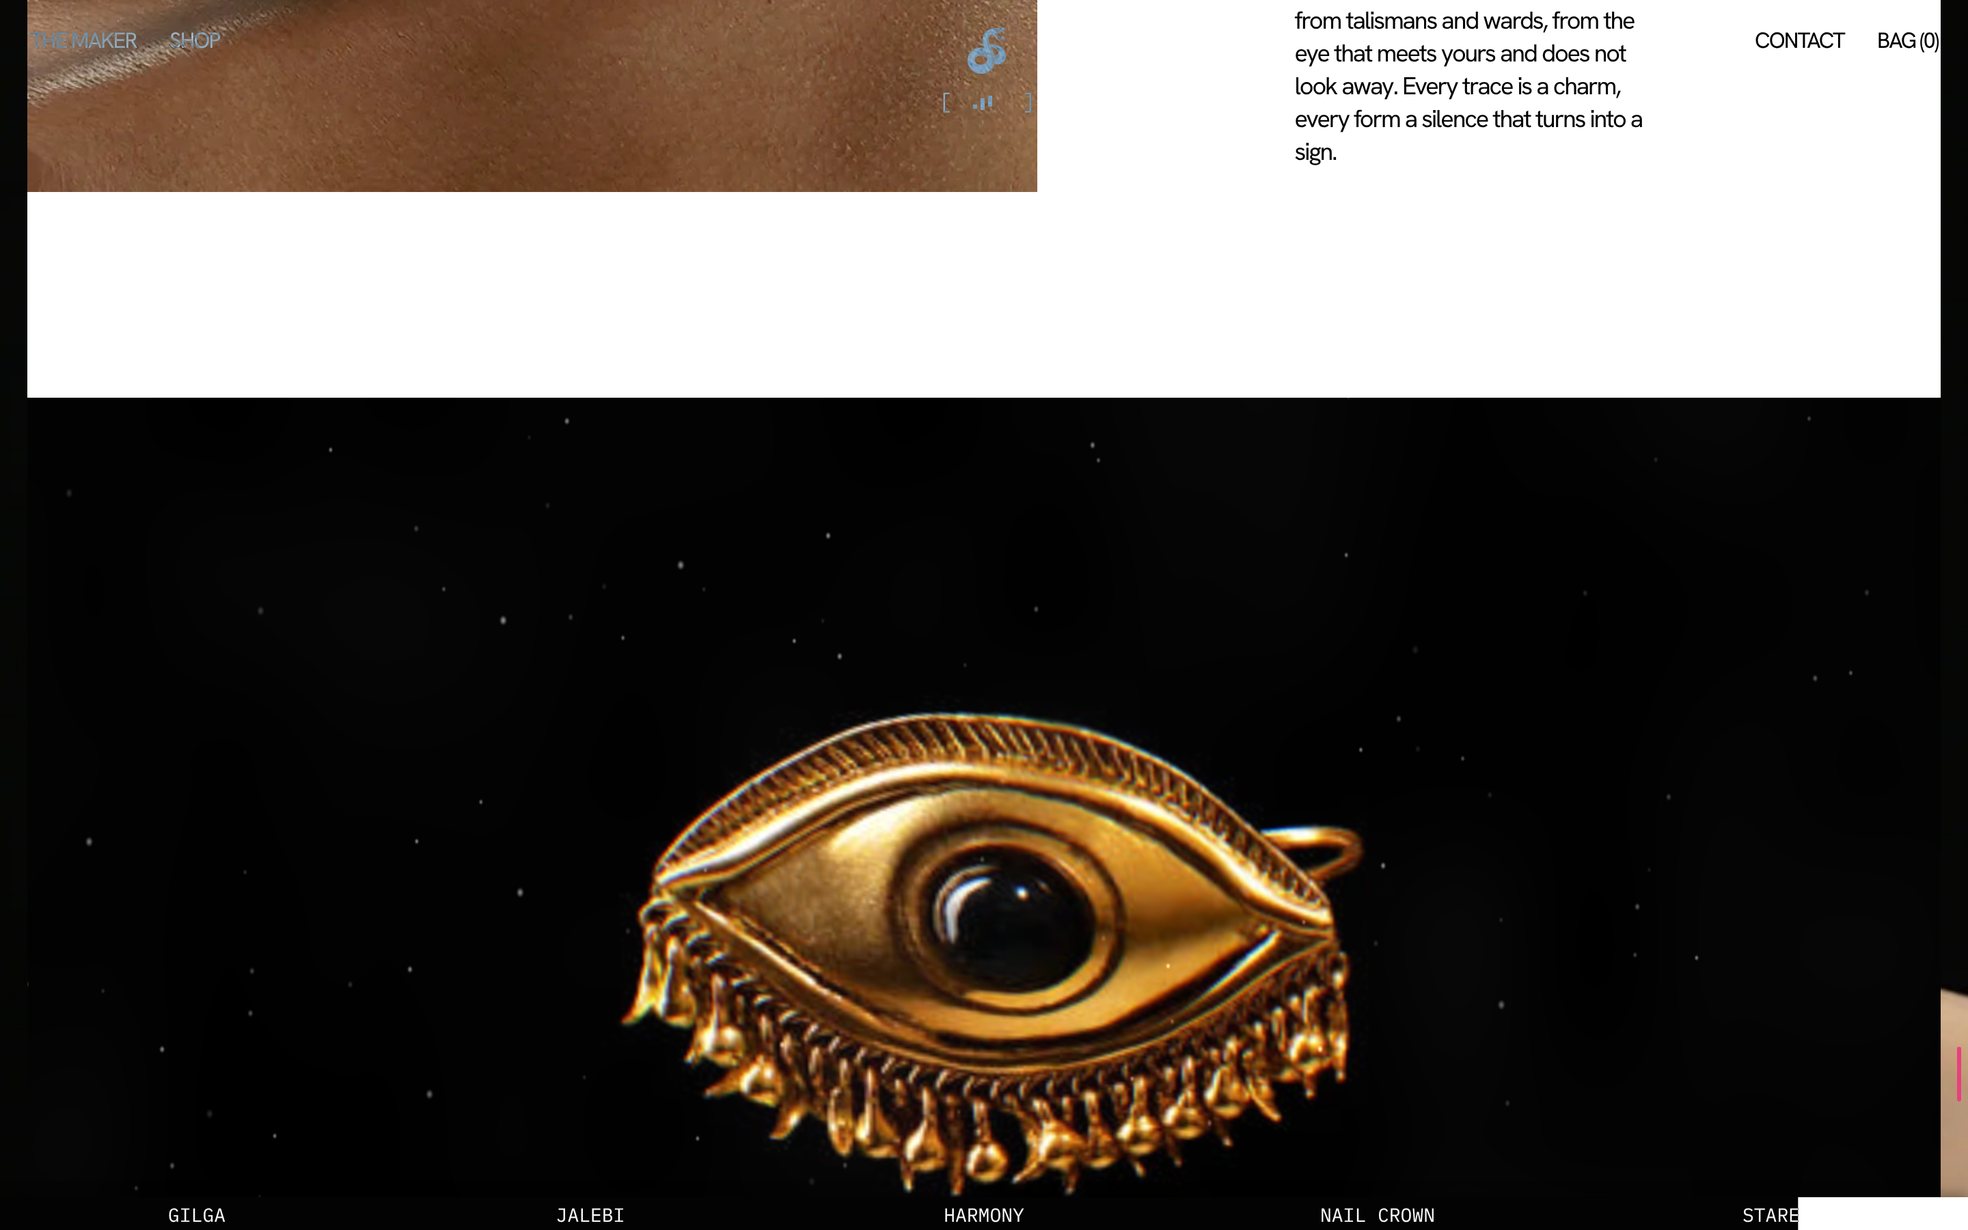 THE MAKER SHOP
CONTACT BAG (0)
from talismans and wards, from the
eye that meets yours and does not
look away. Every trace is a charm,
every form a silence that turns into a
sign.
GILGA JALEBI HARMONY NAIL CROWN STARE